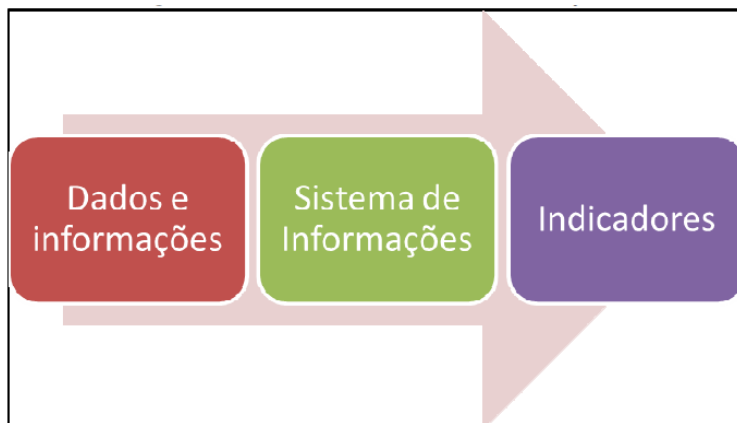 Dados e
informações
Sistema de
Informações
Indicadores